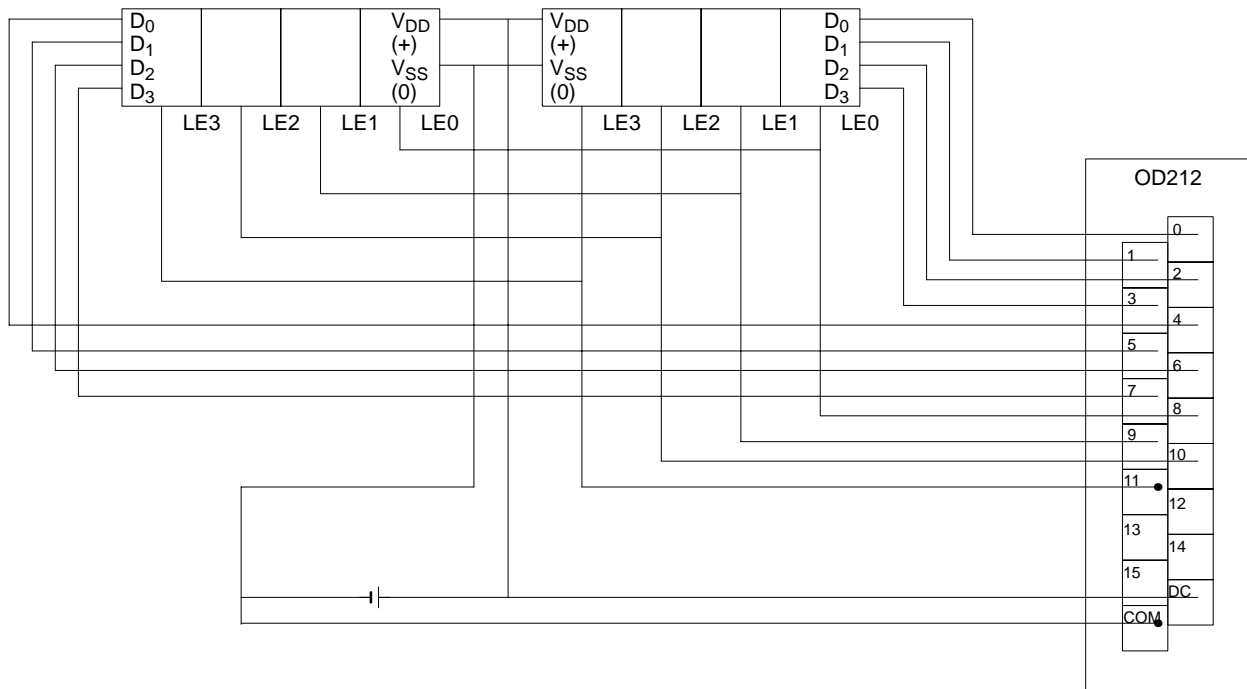 D0 VDD VDD D0
D1 (+) (+) D1
D2 VSS VSS D2
D3 (0) (0) D3
LE3 LE2 LE1 LE0 LE3 LE2 LE1 LE0
OD212
0
1
2
3
4
5
6
7
8
9
10
11
12
13
14
15
DC
COM